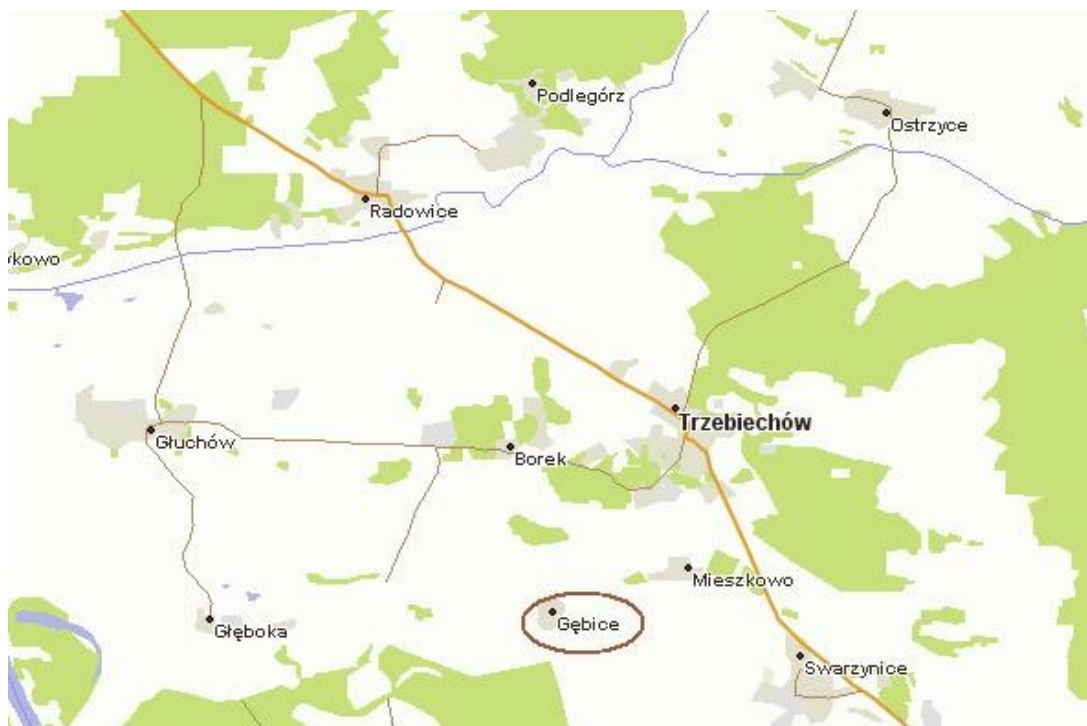 Podlegórz
Ostrzyce
Radowice
Trzebiechów
Głuchów
Borek
Mieszkowo
Gębice
Głęboka
Swarzynice